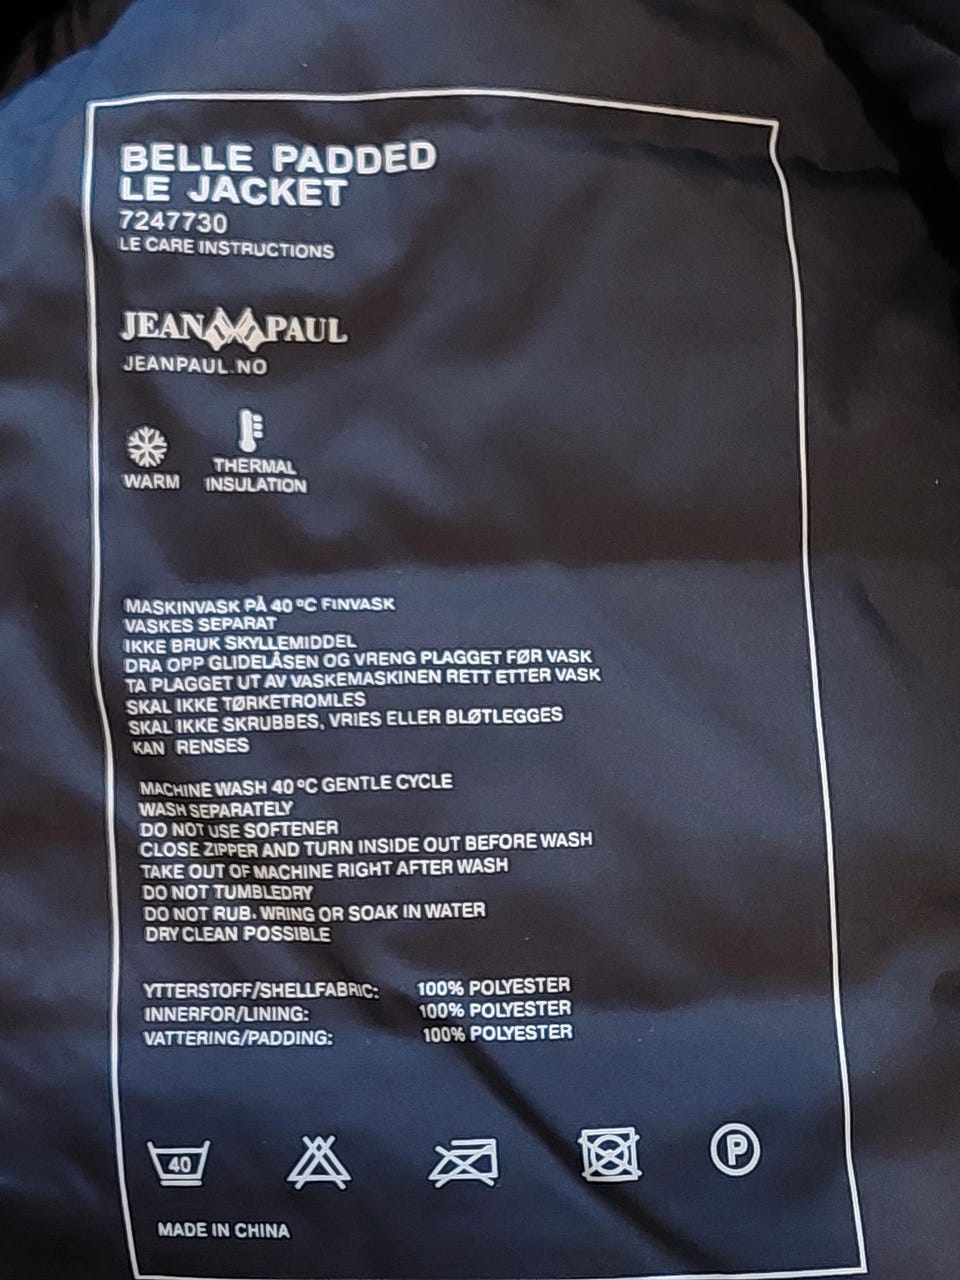 BELLE PADDED
LE JACKET
7247730
LE CARE INSTRUCTIONS
JEAN PAUL
JEANPAUL.NO
WARM
THERMAL
INSULATION
MASKINVASK PÅ 40 ºC FINVASK
VASKES SEPARAT
IKKE BRUK SKYLLEMIDDEL
DRA OPP GLIDELÅSEN OG VRENG PLAGGET FØR VASK
TA PLAGGET UT AV VASKEMASKINEN RETT ETTER VASK
SKAL IKKE TØRKETROMLES
SKAL IKKE SKRUBBES, VRIES ELLER BLØTLEGGES
KAN RENSES
MACHINE WASH 40 ºC GENTLE CYCLE
WASH SEPARATELY
DO NOT USE SOFTENER
CLOSE ZIPPER AND TURN INSIDE OUT BEFORE WASH
TAKE OUT OF MACHINE RIGHT AFTER WASH
DO NOT TUMBLEDRY
DO NOT RUB. WRING OR SOAK IN WATER
DRY CLEAN POSSIBLE
YTTERSTOFF/SHELLFABRIC: 100% POLYESTER
INNERFOR/LINING: 100% POLYESTER
VATTERING/PADDING: 100% POLYESTER
40 P
MADE IN CHINA